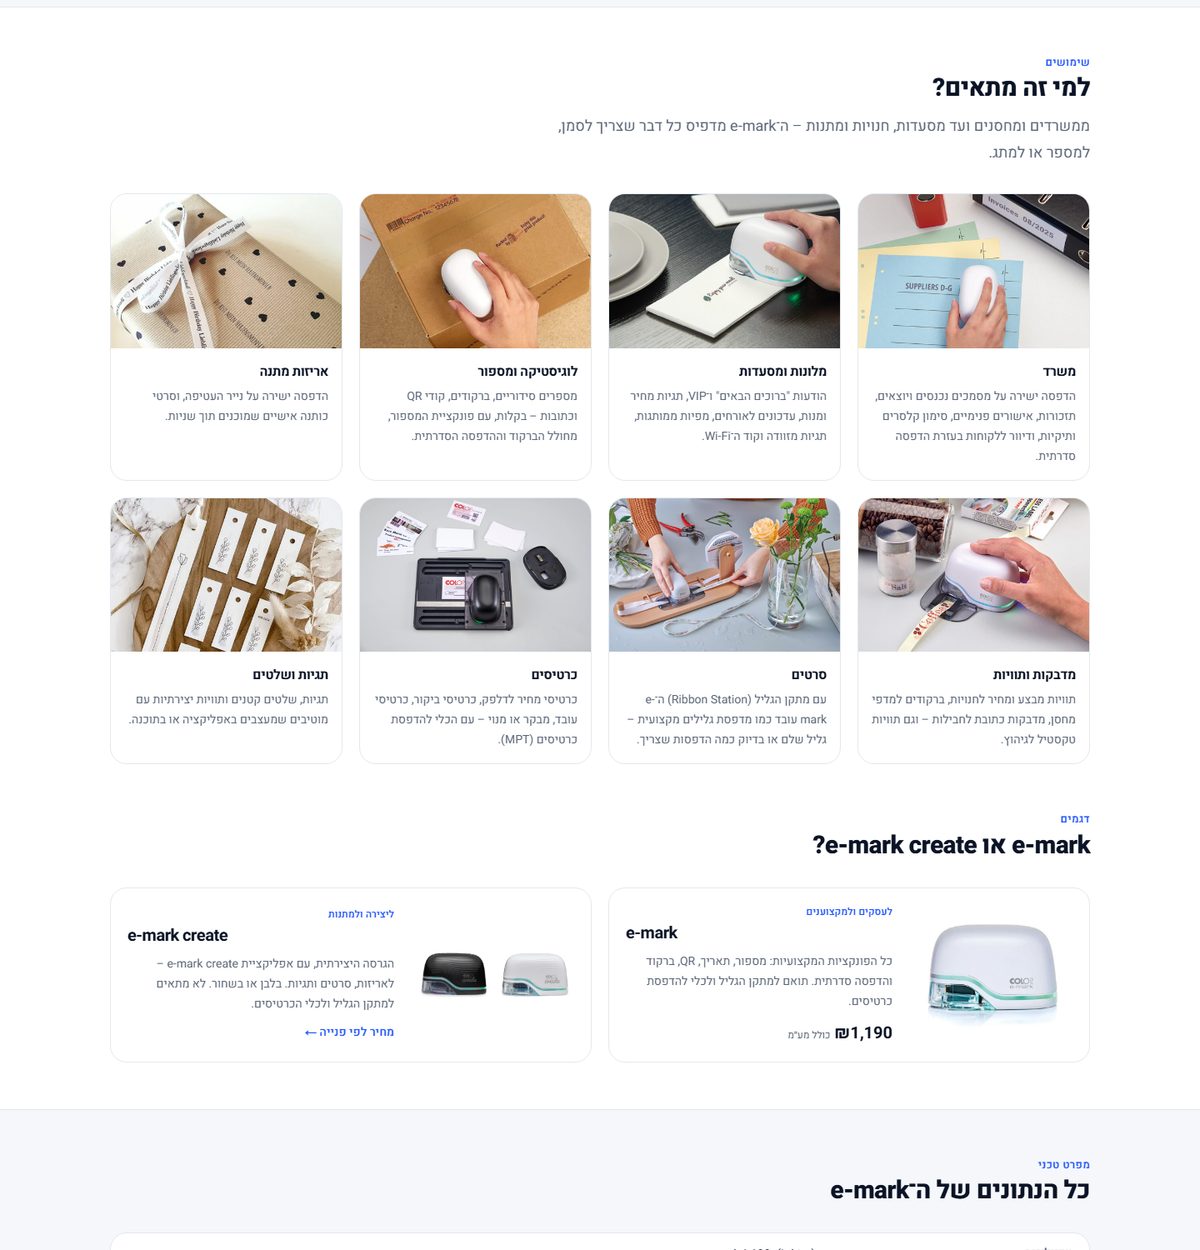 שימושים
למי זה מתאים?
ממשרדים ומחסנים ועד מסעדות, חנויות ומתנות – ה־e-mark מדפיס כל דבר שצריך לסמן,
למספר או למתג.
Invoices 08/2025
SUPPLIERS D-G
משרד
הדפסה ישירה על מסמכים נכנסים ויוצאים,
תזכורות, אישורים פנימיים, סימון קלסרים
ותיקיות, ודיוור ללקוחות בעזרת הדפסה
סדרתית.
מלונות ומסעדות
הודעות "ברוכים הבאים" ו־VIP, תגיות מחיר
ומנות, עדכונים לאורחים, מפיות ממותגות,
תגיות מזוודה וקוד ה־Wi-Fi.
Charge No. 12345678
לוגיסטיקה ומספור
מספרים סידוריים, ברקודים, קודי QR
וכתובות – בקלות, עם פונקציית המספור,
מחולל הברקוד וההדפסה הסדרתית.
אריזות מתנה
הדפסה ישירה על נייר העטיפה, וסרטי
כותנה אישיים שמוכנים תוך שניות.
מדבקות ותוויות
תוויות מבצע ומחיר לחנויות, ברקודים למדפי
מחסן, מדבקות כתובת לחבילות – וגם תוויות
טקסטיל לגיהוץ.
סרטים
עם מתקן הגליל (Ribbon Station) ה־e-
mark עובד כמו מדפסת גלילים מקצועית –
גליל שלם או בדיוק כמה הדפסות שצריך.
כרטיסים
כרטיסי מחיר לדלפק, כרטיסי ביקור, כרטיסי
עובד, מבקר או מנוי – עם הכלי להדפסת
כרטיסים (MPT).
תגיות ושלטים
תגיות, שלטים קטנים ותוויות יצירתיות עם
מוטיבים שמעצבים באפליקציה או בתוכנה.
דגמים
e-mark או e-mark create?
COLOP
e-mark
לעסקים ולמקצוענים
e-mark
כל הפונקציות המקצועיות: מספור, תאריך, QR, ברקוד
והדפסה סדרתית. תואם למתקן הגליל ולכלי להדפסת
כרטיסים.
₪1,190 כולל מע״מ
ליצירה ולמתנות
e-mark create
הגרסה היצירתית, עם אפליקציית e-mark create –
לאריזות, סרטים ותגיות. בלבן או בשחור. לא מתאים
למתקן הגליל ולכלי הכרטיסים.
מחיר לפי פנייה ←
מפרט טכני
כל הנתונים של ה־e-mark